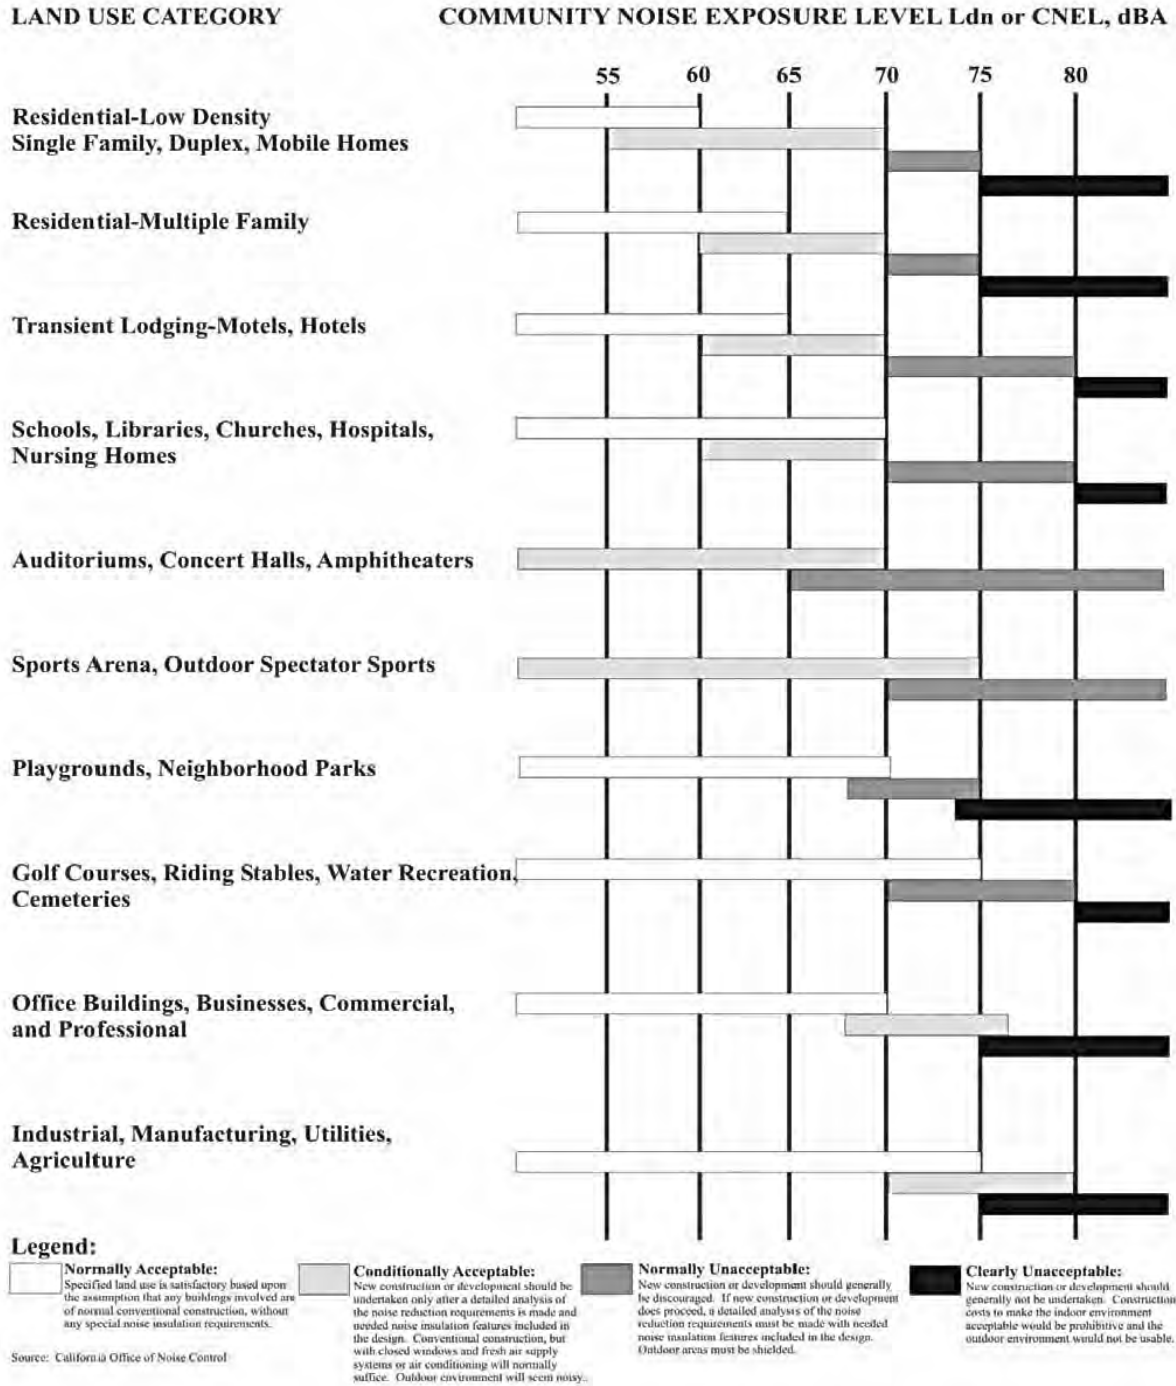 LAND USE CATEGORY COMMUNITY NOISE EXPOSURE LEVEL Ldn or CNEL, dBA
55 60 65 70 75 80
Residential-Low Density
Single Family, Duplex, Mobile Homes
Residential-Multiple Family
Transient Lodging-Motels, Hotels
Schools, Libraries, Churches, Hospitals,
Nursing Homes
Auditoriums, Concert Halls, Amphitheaters
Sports Arena, Outdoor Spectator Sports
Playgrounds, Neighborhood Parks
Golf Courses, Riding Stables, Water Recreation,
Cemeteries
Office Buildings, Businesses, Commercial,
and Professional
Industrial, Manufacturing, Utilities,
Agriculture
Legend:
Normally Acceptable:
Specified land use is satisfactory based upon
the assumption that any buildings involved are
of normal conventional construction, without
any special noise insulation requirements.
Conditionally Acceptable:
New construction or development should be
undertaken only after a detailed analysis of
the noise reduction requirements is made and
needed noise insulation features included in
the design. Conventional construction, but
with closed windows and fresh air supply
systems or air conditioning will normally
suffice. Outdoor environment will seem noisy.
Normally Unacceptable:
New construction or development should generally
be discouraged. If new construction or development
does proceed, a detailed analysis of the noise
reduction requirements must be made with needed
noise insulation features included in the design.
Outdoor areas must be shielded.
Clearly Unacceptable:
New construction or development should
generally not be undertaken. Construction
costs to make the indoor environment
acceptable would be prohibitive and the
outdoor environment would not be usable.
Source: California Office of Noise Control